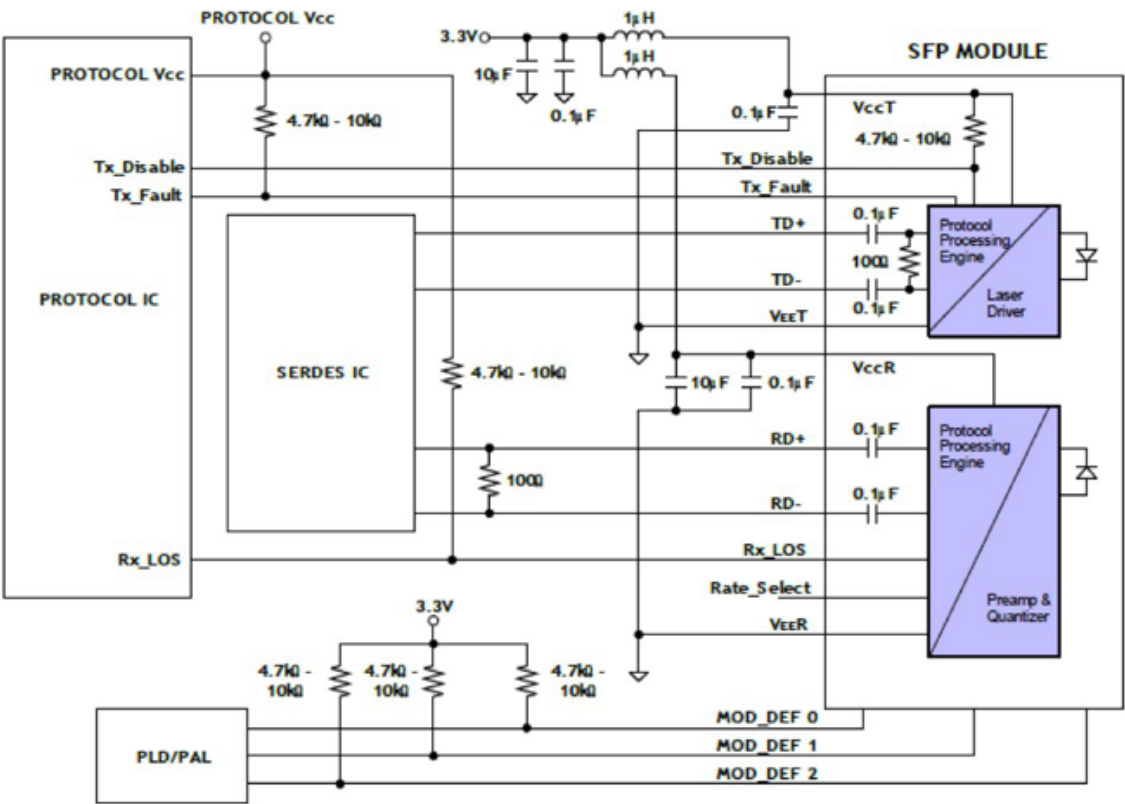 PROTOCOL Vcc
1µH
3.3V
SFP MODULE
1µH
PROTOCOL Vcc
10µF
0.1µF
0.1µF
VccT
4.7kΩ - 10kΩ
4.7kΩ - 10kΩ
Tx_Disable
Tx_Disable
Tx_Fault
Tx_Fault
0.1µF
TD+
Protocol
Processing
Engine
100Ω
TD-
0.1µF
Laser
Driver
PROTOCOL IC
VEET
SERDES IC
4.7kΩ - 10kΩ
VccR
10µF
0.1µF
0.1µF
RD+
Protocol
Processing
Engine
100Ω
0.1µF
RD-
Rx_LOS
Rx_LOS
Rate_Select
Preamp &
Quantizer
VEER
3.3V
4.7kΩ -
10kΩ
4.7kΩ -
10kΩ
4.7kΩ -
10kΩ
MOD_DEF 0
PLD/PAL
MOD_DEF 1
MOD_DEF 2